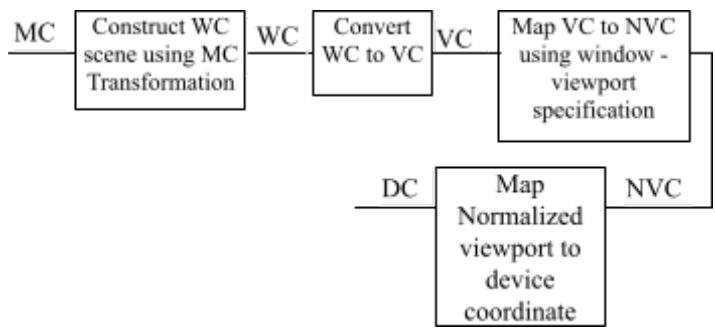 MC
Construct WC
scene using MC
Transformation
WC
Convert
WC to VC
VC
Map VC to NVC
using window -
viewport
specification
DC
Map
Normalized
viewport to
device
coordinate
NVC